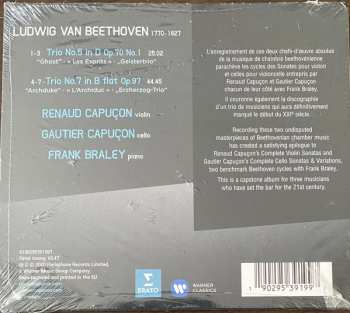 LUDWIG VAN BEETHOVEN 1770-1827
1-3 Trio No.5 in D Op.70 No.1 25.02
"Ghost" · «Les Esprits» · „Geistertrio“
4-7 Trio No.7 in B flat Op.97 44.45
"Archduke" · «L'Archiduc» · „Erzherzog-Trio“
RENAUD CAPUÇON violin
GAUTIER CAPUÇON cello
FRANK BRALEY piano
L'enregistrement de ces deux chefs-d'œuvre absolus
de la musique de chambre beethovénienne
parachève les cycles des Sonates pour violon
et celles pour violoncelle entrepris par
Renaud Capuçon et Gautier Capuçon
chacun de leur côté avec Frank Braley.
Il couronne également la discographie
d'un trio de musiciens qui aura durablement
marqué le début du XXIe siècle.
Recording these two undisputed
masterpieces of Beethovenian chamber music
has created a satisfying epilogue to
Renaud Capuçon's Complete Violin Sonatas and
Gautier Capuçon's Complete Cello Sonatas & Variations,
two benchmark Beethoven cycles with Frank Braley.
This is a capstone album for three musicians
who have set the bar for the 21st century.
ERATO
WARNER
CLASSICS
1 90295 39199